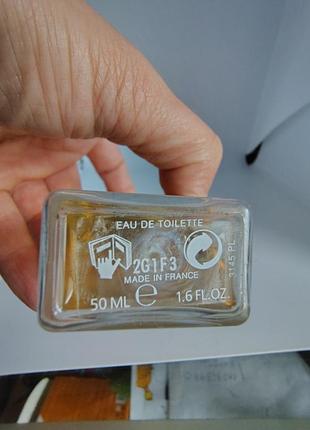 EAU DE TOILETTE
2G1F3
MADE IN FRANCE
50 ML e 1.6 FL.OZ.
3145 PL.